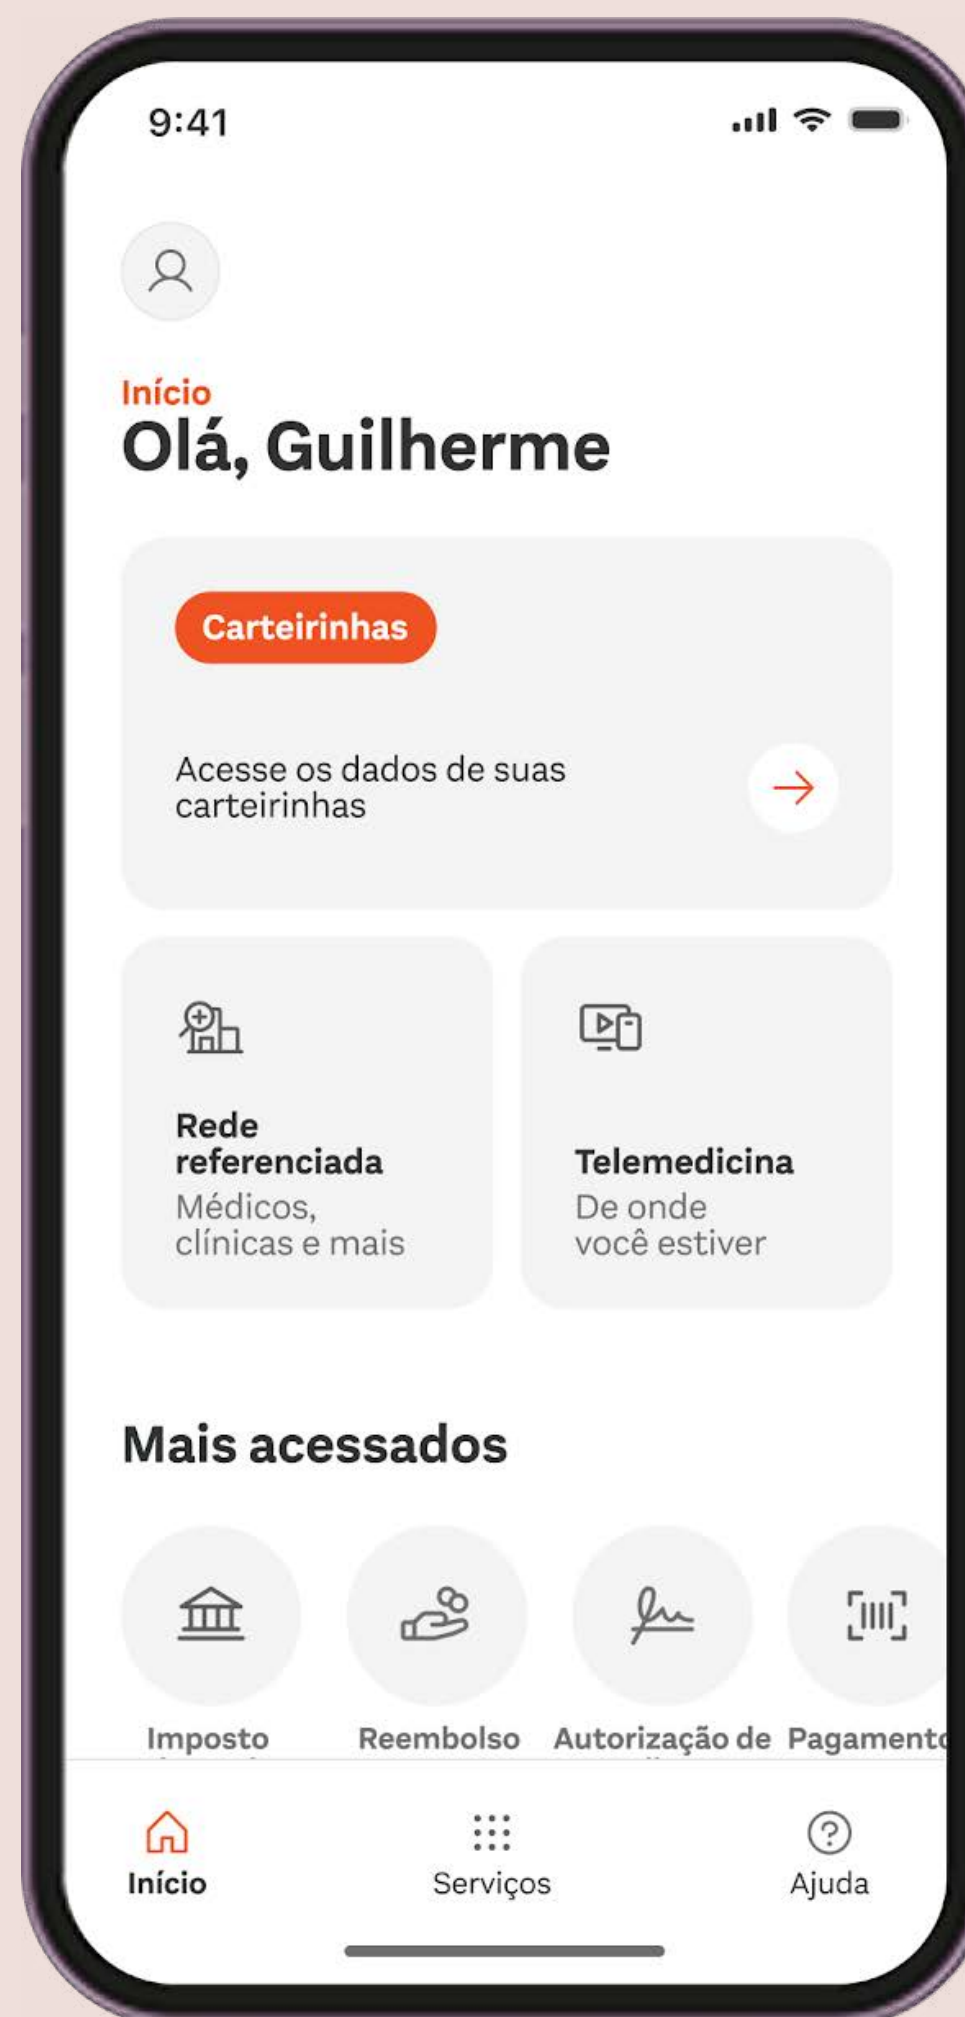 9:41
Início
Olá, Guilherme
Carteirinhas
Acesse os dados de suas
carteirinhas
Rede
referenciada
Médicos,
clínicas e mais
Telemedicina
De onde
você estiver
Mais acessados
Imposto
Reembolso
Autorização de
Pagamento
Início
Serviços
Ajuda